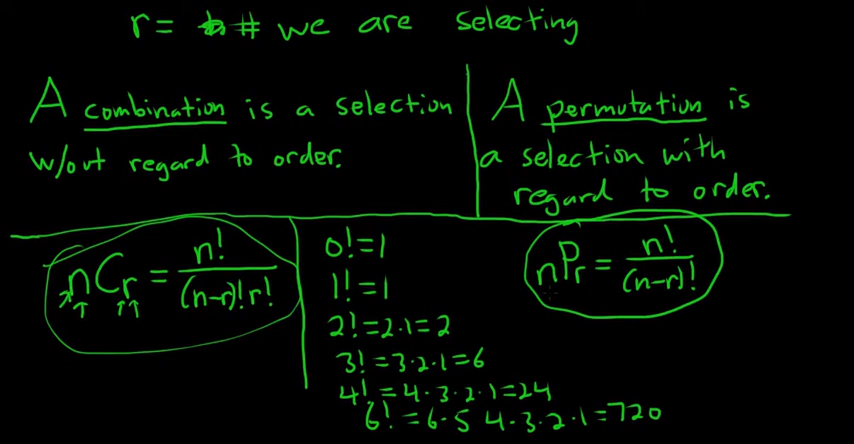 r = # we are selecting
A combination is a selection
w/out regard to order.
A permutation is
a selection with
regard to order.
nCr = n! / (n-r)! r!
0! = 1
1! = 1
2! = 2·1 = 2
3! = 3·2·1 = 6
4! = 4·3·2·1 = 24
6! = 6·5 4·3·2·1 = 720
nPr = n! / (n-r)!